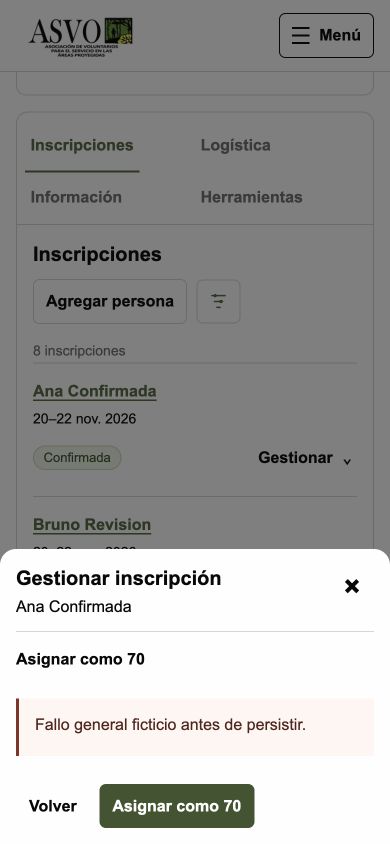 ASVO
ASOCIACIÓN DE VOLUNTARIOS
PARA EL SERVICIO EN LAS
ÁREAS PROTEGIDAS
Menú
Inscripciones
Logística
Información
Herramientas
Inscripciones
Agregar persona
8 inscripciones
Ana Confirmada
20–22 nov. 2026
Confirmada
Gestionar
Bruno Revision
Gestionar inscripción
Ana Confirmada
Asignar como 70
Fallo general ficticio antes de persistir.
Volver
Asignar como 70